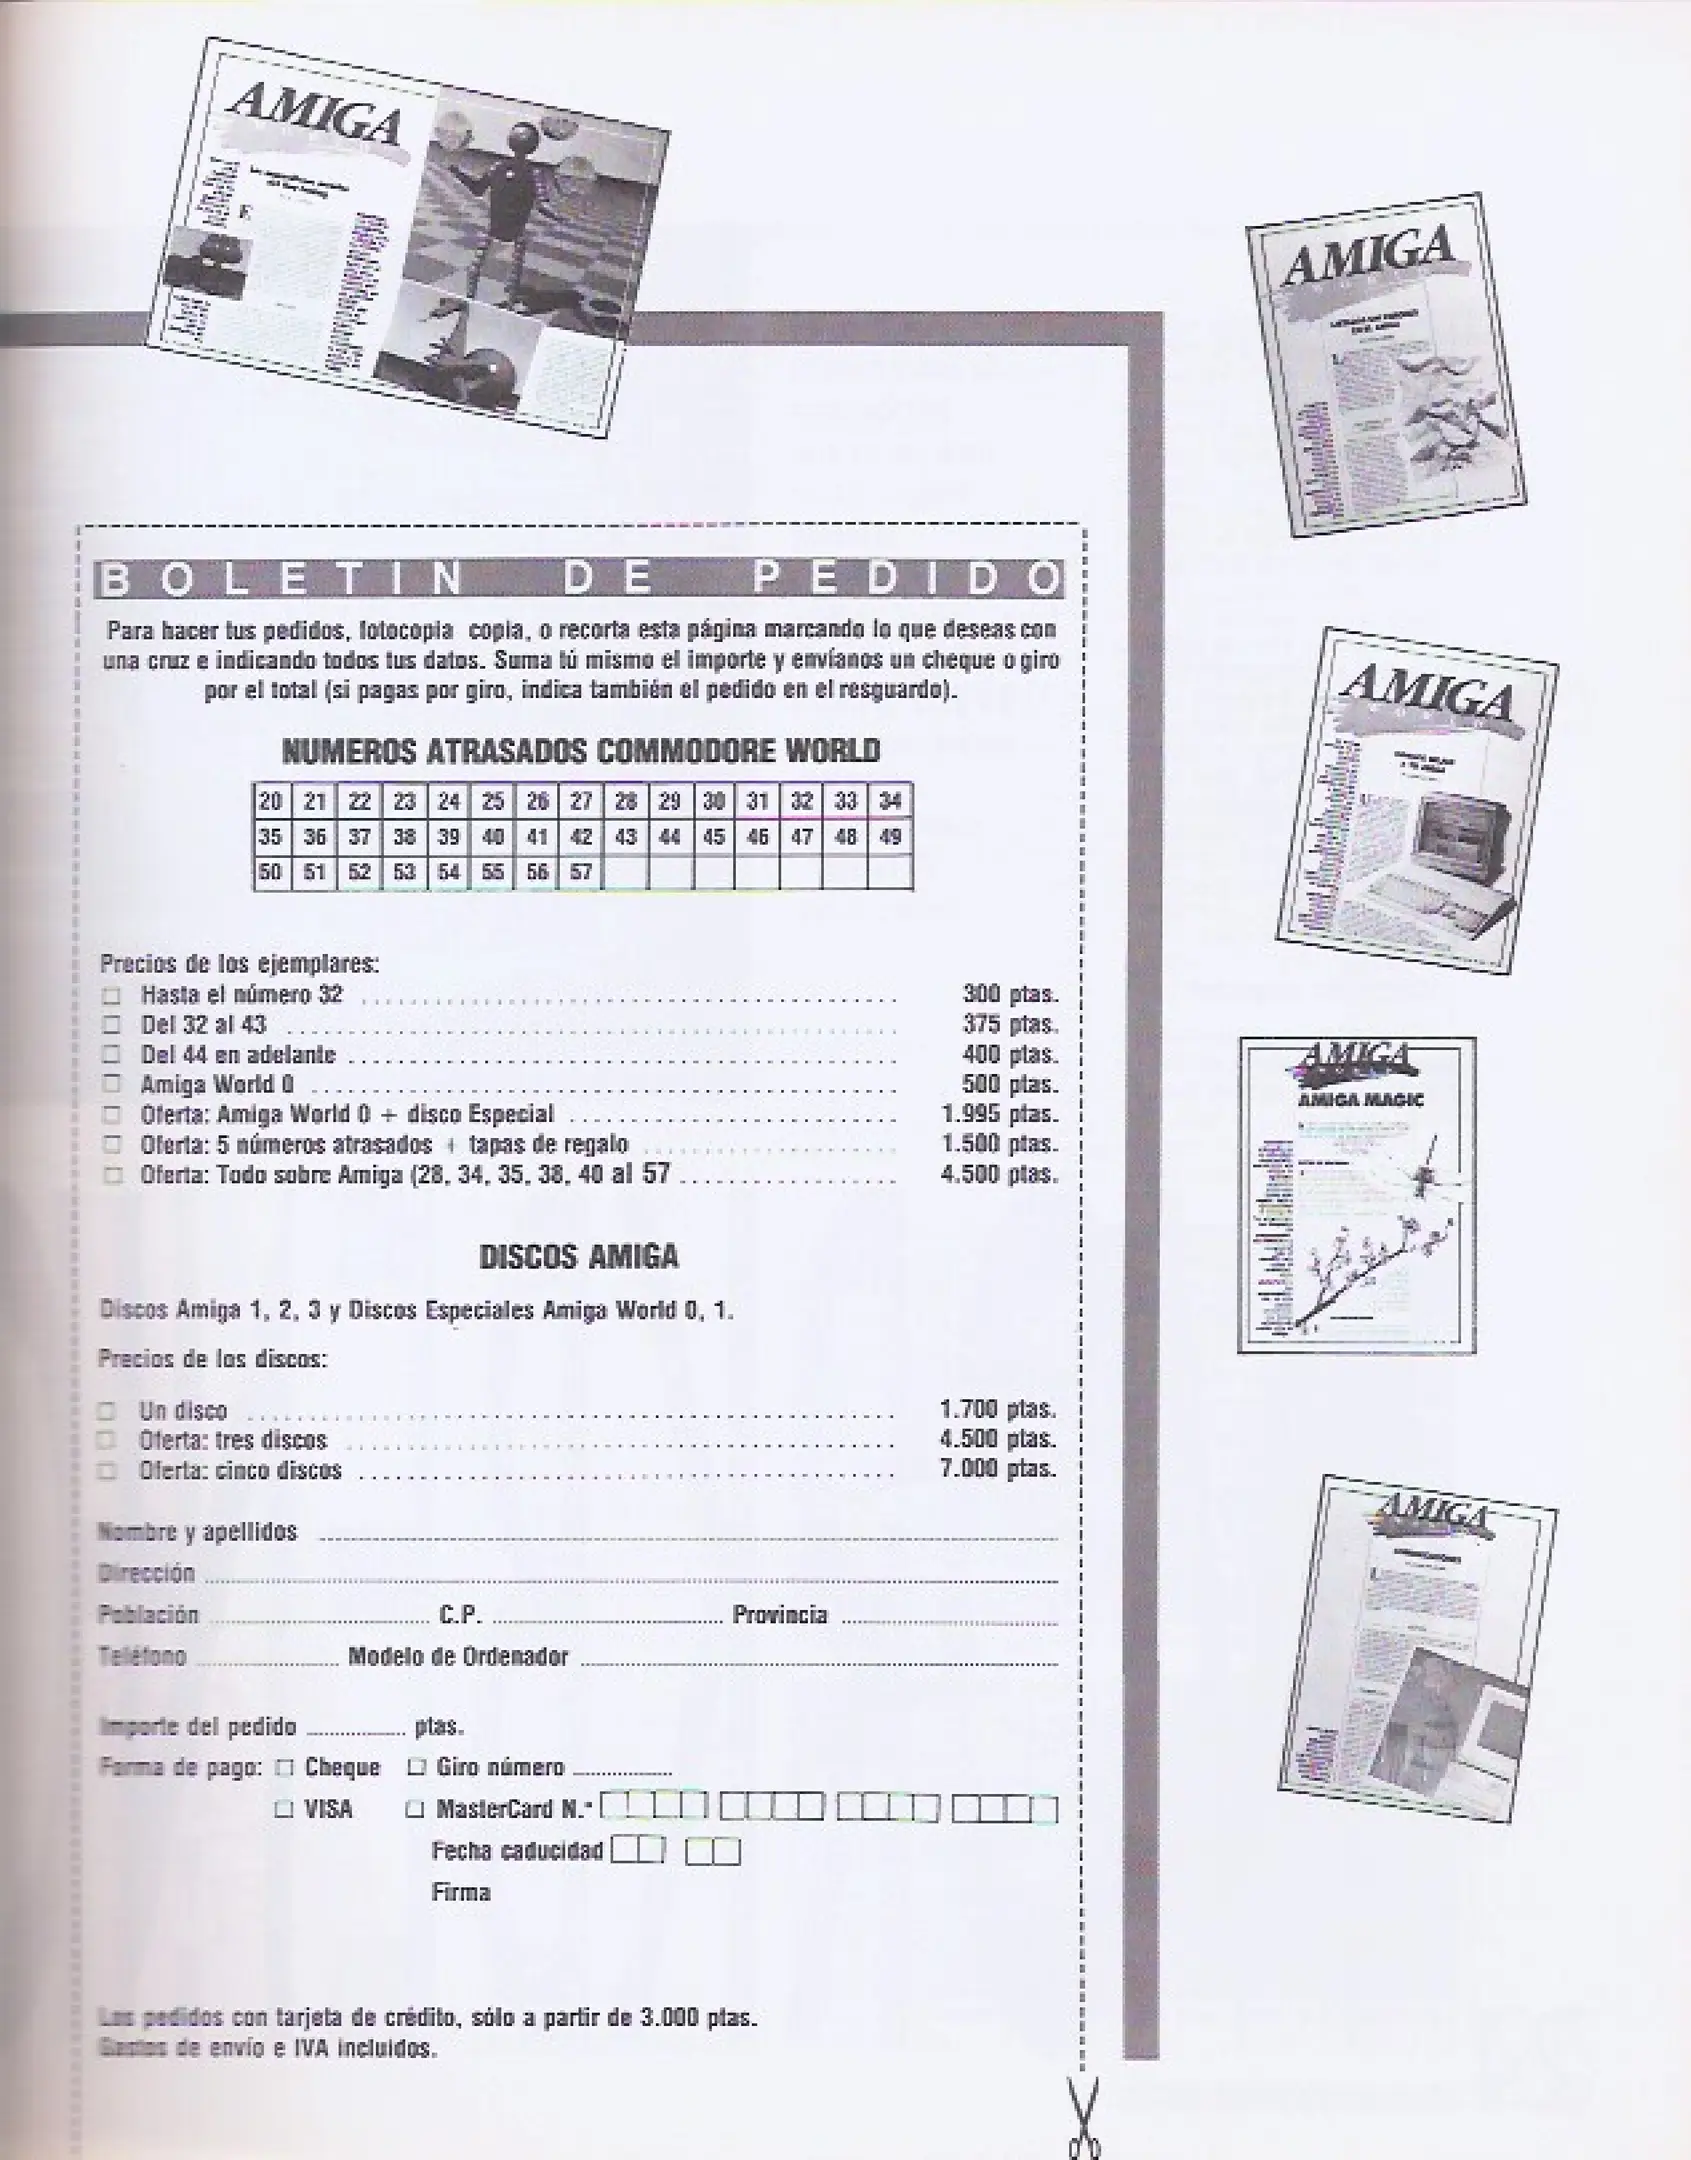 AMIGA
AMIGA
AMIGA
AMIGA
AMIGA MAGIC
AMIGA
BOLETIN DE PEDIDO
Para hacer tus pedidos, fotocopia copia, o recorta esta página marcando lo que deseas con
una cruz e indicando todos tus datos. Suma tú mismo el importe y envíanos un cheque o giro
por el total (si pagas por giro, indica también el pedido en el resguardo).
NUMEROS ATRASADOS COMMODORE WORLD
20 21 22 23 24 25 26 27 28 29 30 31 32 33 34
35 36 37 38 39 40 41 42 43 44 45 46 47 48 49
50 51 52 53 54 55 56 57
Precios de los ejemplares:
Hasta el número 32 300 ptas.
Del 32 al 43 375 ptas.
Del 44 en adelante 400 ptas.
Amiga World 0 500 ptas.
Oferta: Amiga World 0 + disco Especial 1.995 ptas.
Oferta: 5 números atrasados + tapas de regalo 1.500 ptas.
Oferta: Todo sobre Amiga (28, 34, 35, 38, 40 al 57 4.500 ptas.
DISCOS AMIGA
Discos Amiga 1, 2, 3 y Discos Especiales Amiga World 0, 1.
Precios de los discos:
Un disco 1.700 ptas.
Oferta: tres discos 4.500 ptas.
Oferta: cinco discos 7.000 ptas.
Nombre y apellidos
Dirección
Población C.P. Provincia
Teléfono Modelo de Ordenador
Importe del pedido ptas.
Forma de pago: Cheque Giro número
VISA MasterCard N.º
Fecha caducidad
Firma
Los pedidos con tarjeta de crédito, sólo a partir de 3.000 ptas.
Gastos de envío e IVA incluidos.